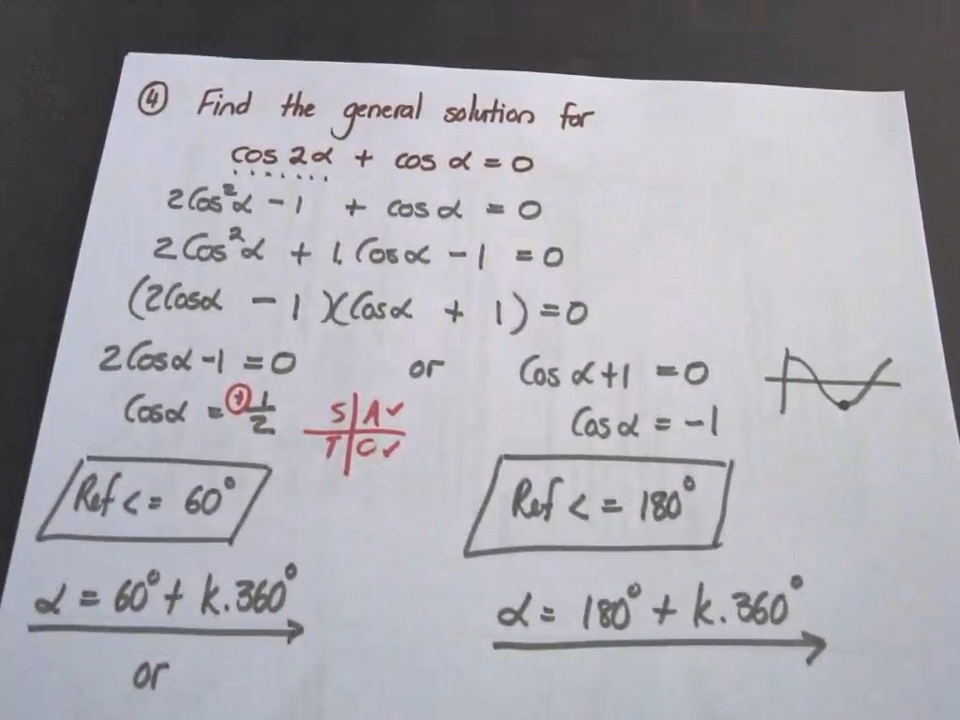 ④ Find the general solution for
cos 2α + cos α = 0
2Cos²α - 1 + cos α = 0
2Cos²α + 1. Cosα - 1 = 0
(2Cosα - 1)(Cosα + 1) = 0
2Cosα - 1 = 0 or Cos α + 1 = 0
Cosα = + 1/2 S A ✓ Cosα = -1
T C ✓
Ref < = 60° Ref < = 180°
α = 60° + k.360° α = 180° + k.360°
or